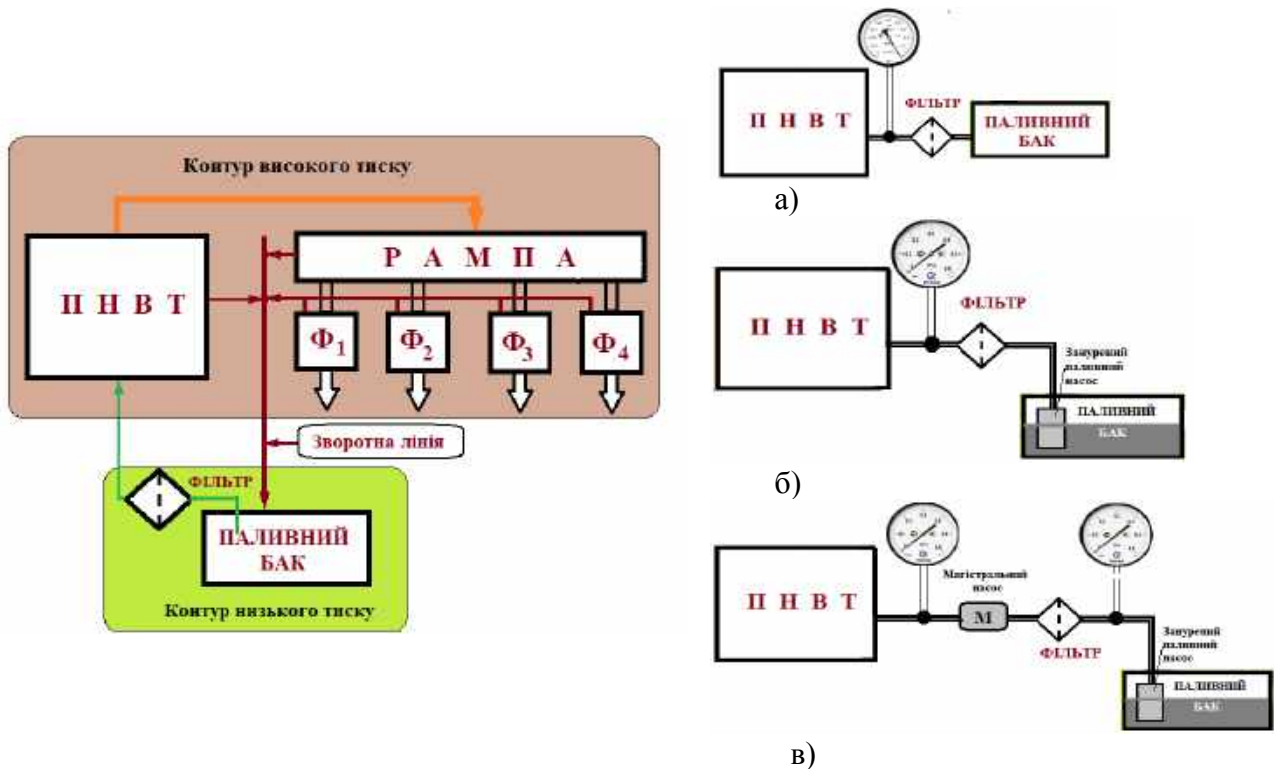 Контур високого тиску
П Н В Т
Р А М П А
Ф1
Ф2
Ф3
Ф4
Зворотна лінія
ФІЛЬТР
ПАЛИВНИЙ
БАК
Контур низького тиску
П Н В Т
ФІЛЬТР
ПАЛИВНИЙ
БАК
а)
П Н В Т
ФІЛЬТР
Занурений
паливний
насос
ПАЛИВНИЙ
БАК
б)
П Н В Т
Магістральний
насос
М
ФІЛЬТР
Занурений
паливний
насос
ПАЛИВНИЙ
БАК
в)